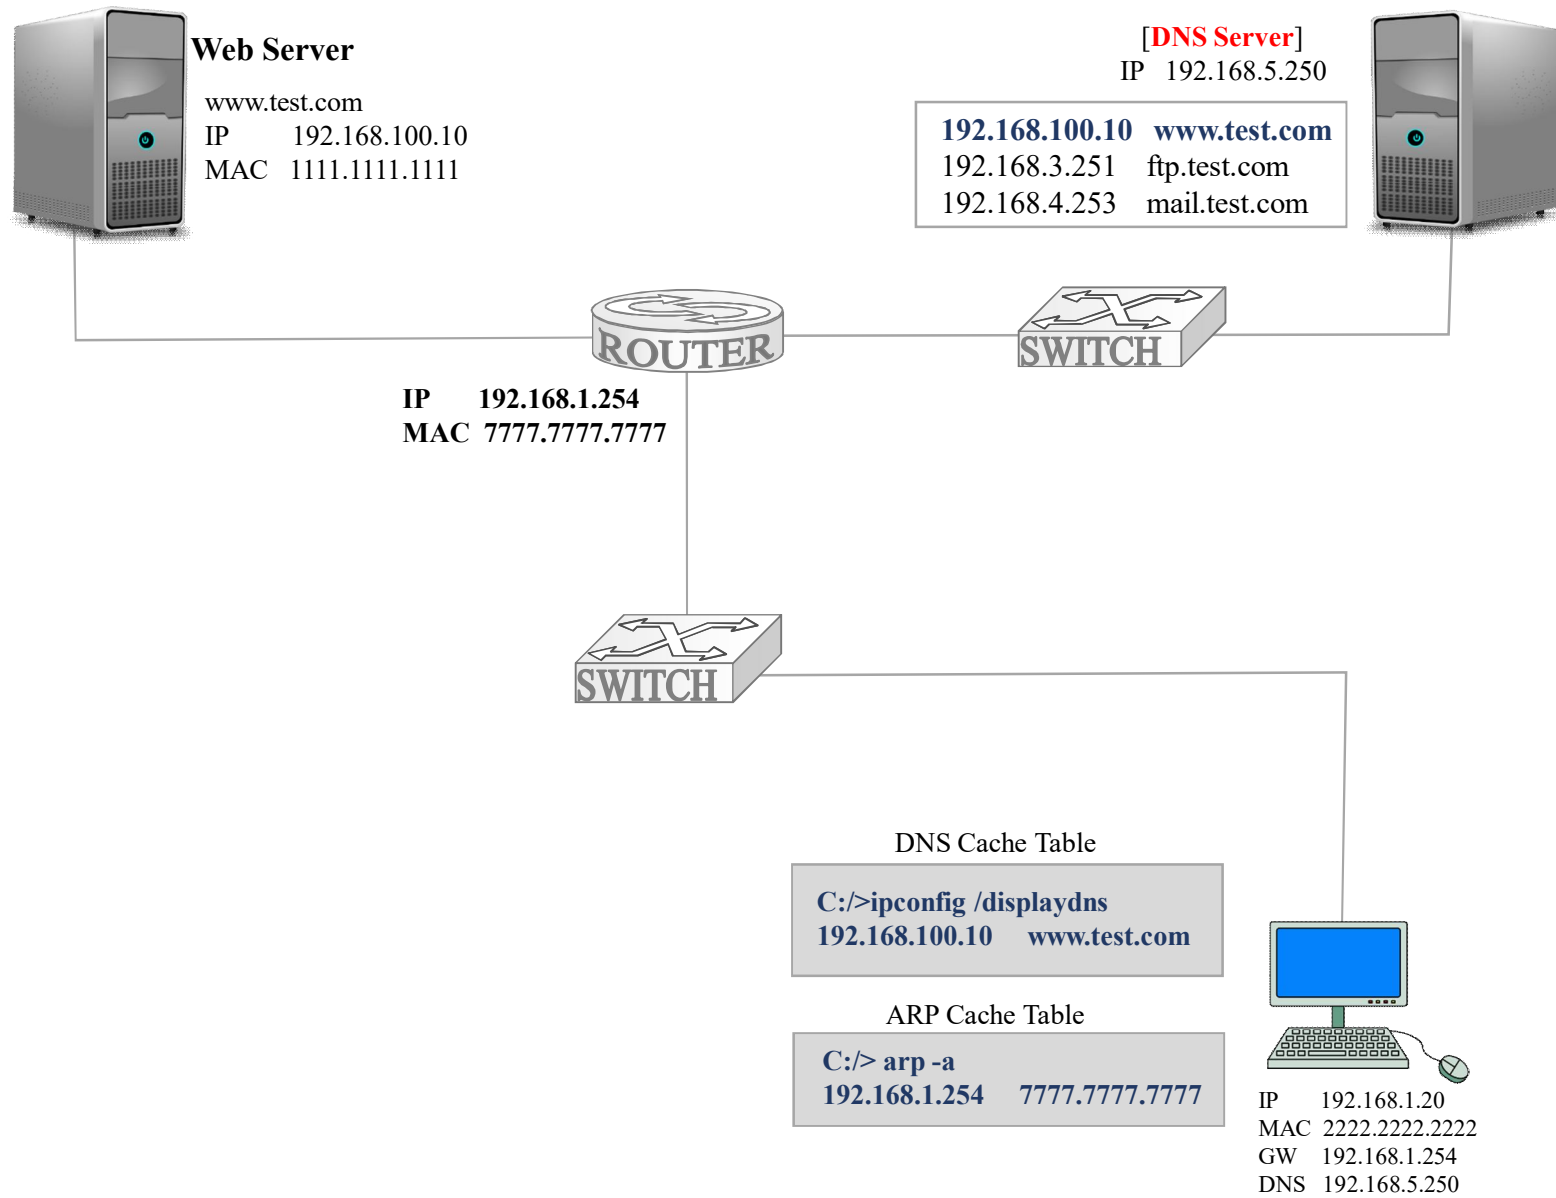 Web Server
www.test.com
IP 192.168.100.10
MAC 1111.1111.1111
[DNS Server]
IP 192.168.5.250
192.168.100.10 www.test.com
192.168.3.251 ftp.test.com
192.168.4.253 mail.test.com
ROUTER
SWITCH
IP 192.168.1.254
MAC 7777.7777.7777
SWITCH
DNS Cache Table
C:/>ipconfig /displaydns
192.168.100.10 www.test.com
ARP Cache Table
C:/> arp -a
192.168.1.254 7777.7777.7777
IP 192.168.1.20
MAC 2222.2222.2222
GW 192.168.1.254
DNS 192.168.5.250